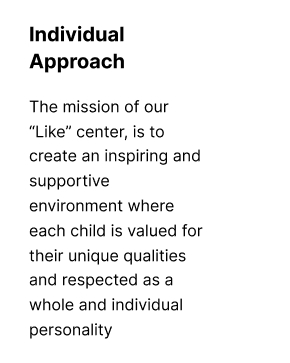 Individual
Approach
The mission of our
“Like” center, is to
create an inspiring and
supportive
environment where
each child is valued for
their unique qualities
and respected as a
whole and individual
personality